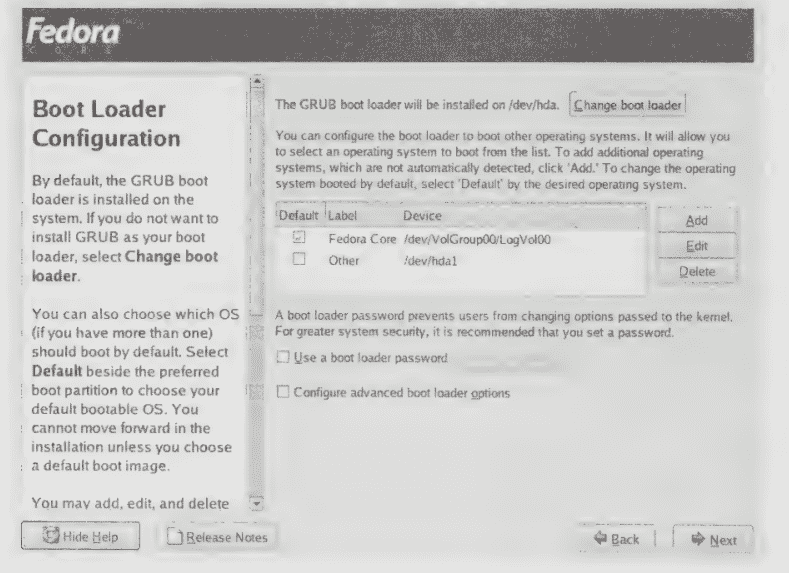 Fedora
CORE
Boot Loader
Configuration
By default, the GRUB boot
loader is installed on the
system. If you do not want to
install GRUB as your boot
loader, select Change boot
loader.
You can also choose which OS
(if you have more than one)
should boot by default. Select
Default beside the preferred
boot partition to choose your
default bootable OS. You
cannot move forward in the
installation unless you choose
a default boot image.
You may add, edit, and delete
The GRUB boot loader will be installed on /dev/hda. Change boot loader
You can configure the boot loader to boot other operating systems. It will allow you
to select an operating system to boot from the list. To add additional operating
systems, which are not automatically detected, click 'Add.' To change the operating
system booted by default, select 'Default' by the desired operating system.
Default Label Device
Fedora Core /dev/VolGroup00/LogVol00
Other /dev/hda1
Add
Edit
Delete
A boot loader password prevents users from changing options passed to the kernel.
For greater system security, it is recommended that you set a password.
Use a boot loader password
Configure advanced boot loader options
Hide Help Release Notes Back Next